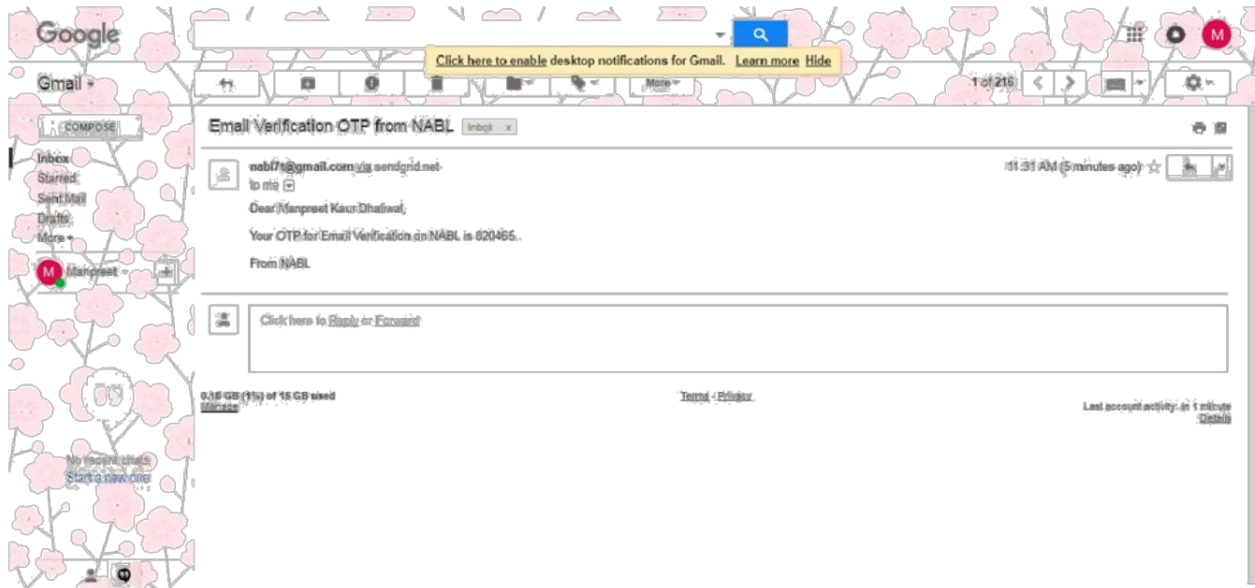 Google
M
Click here to enable desktop notifications for Gmail. Learn more Hide
Gmail
More
1 of 216
COMPOSE
Email Verification OTP from NABL
Inbox x
Inbox
Starred
Sent Mail
Drafts
More
nabl7t@gmail.com via sendgrid.net
11:31 AM (5 minutes ago)
to me
Dear Manpreet Kaur Dhaliwal,
Your OTP for Email Verification on NABL is 820465.
From NABL
M Manpreet
Click here to Reply or Forward
0.18 GB (1%) of 15 GB used
Manage
Terms - Privacy
Last account activity: in 1 minute
Details
No recent chats
Start a new one